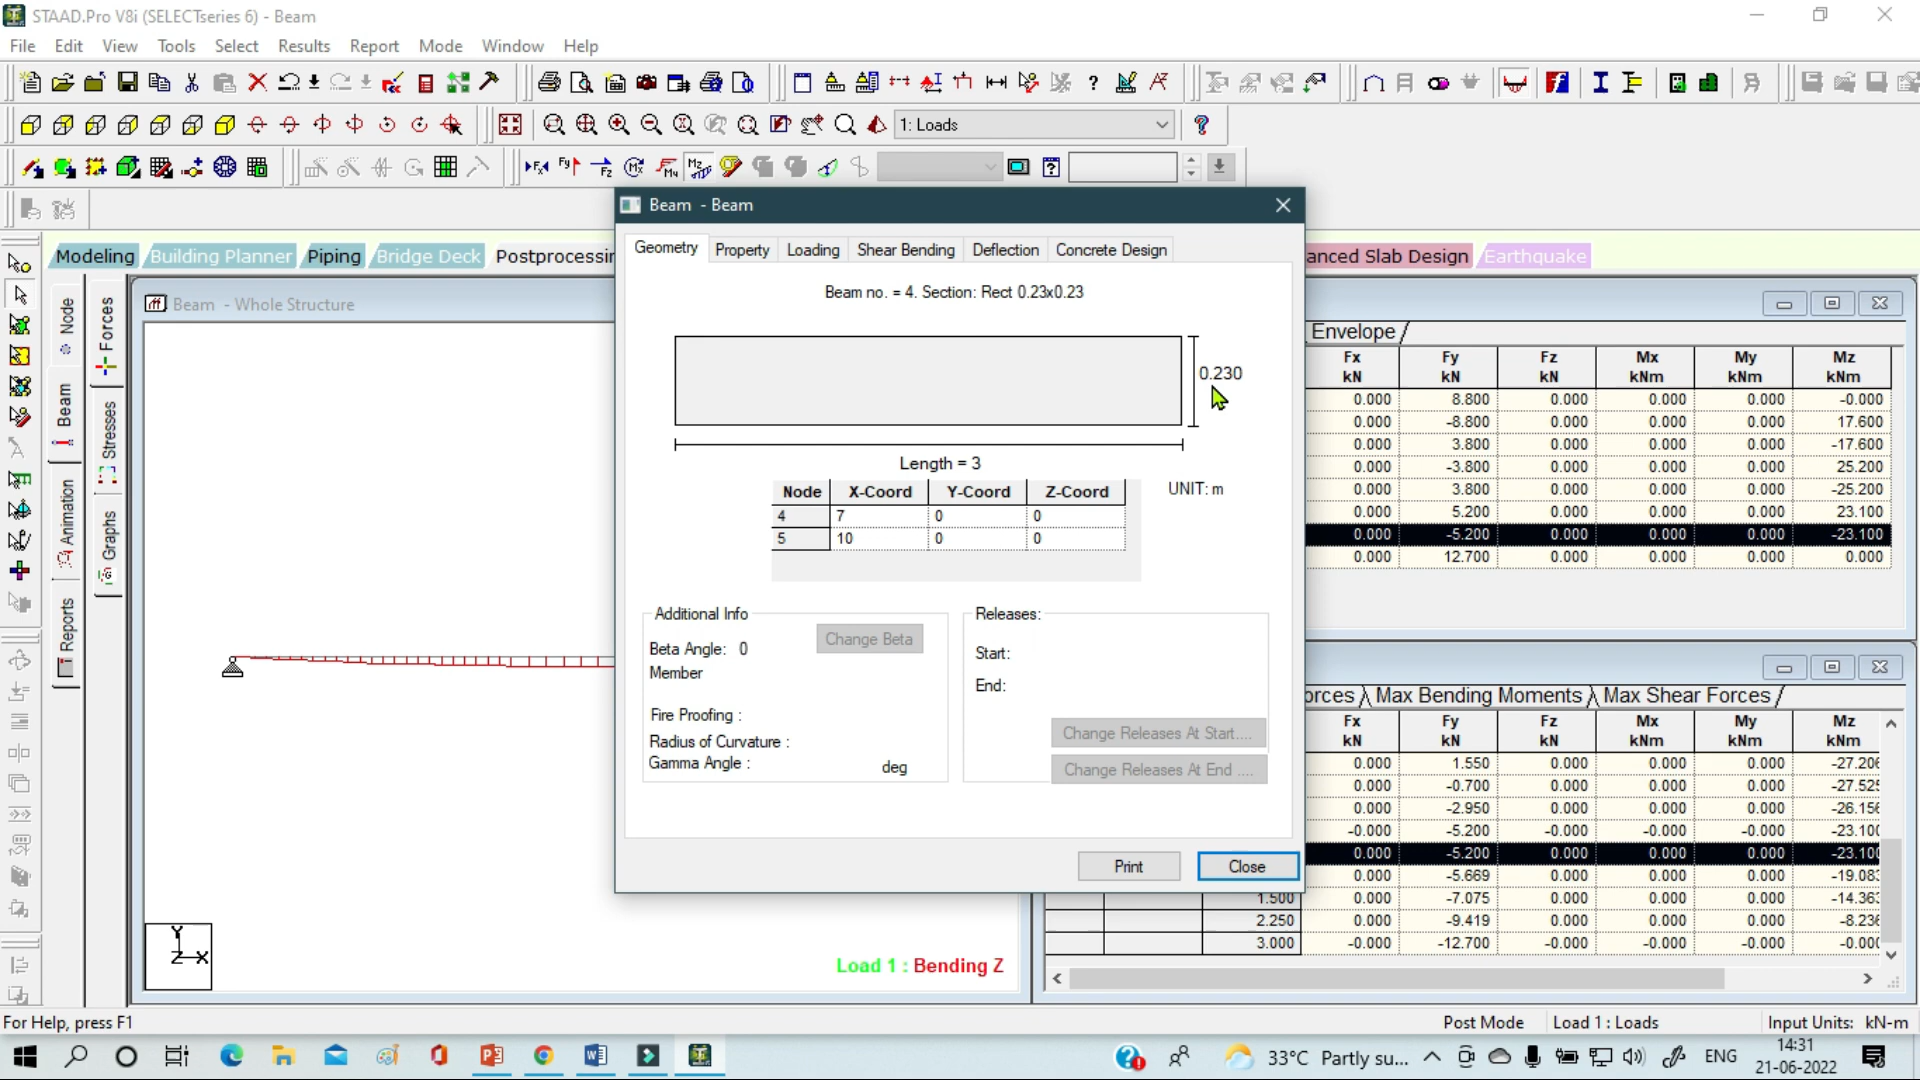 STAAD.Pro V8i (SELECTseries 6) - Beam
File Edit View Tools Select Results Report Mode Window Help
1: Loads
Modeling Building Planner Piping Bridge Deck Postprocessin
anced Slab Design Earthquake
Beam - Whole Structure
Node
Beam
Animation
Reports
Forces
Stresses
Graphs
Beam - Beam
Geometry Property Loading Shear Bending Deflection Concrete Design
Beam no. = 4. Section: Rect 0.23x0.23
0.230
Length = 3
UNIT: m
Node X-Coord Y-Coord Z-Coord
4 7 0 0
5 10 0 0
Additional Info
Beta Angle: 0
Change Beta
Member
Fire Proofing :
Radius of Curvature :
Gamma Angle : deg
Releases:
Start:
End:
Change Releases At Start....
Change Releases At End ....
Print Close
Envelope
Fx Fy Fz Mx My Mz
kN kN kN kNm kNm kNm
0.000 8.800 0.000 0.000 0.000 -0.000
0.000 -8.800 0.000 0.000 0.000 17.600
0.000 3.800 0.000 0.000 0.000 -17.600
0.000 -3.800 0.000 0.000 0.000 25.200
0.000 3.800 0.000 0.000 0.000 -25.200
0.000 5.200 0.000 0.000 0.000 23.100
0.000 -5.200 0.000 0.000 0.000 -23.100
0.000 12.700 0.000 0.000 0.000 0.000
orces Max Bending Moments Max Shear Forces
Fx Fy Fz Mx My Mz
kN kN kN kNm kNm kNm
0.000 1.550 0.000 0.000 0.000 -27.206
0.000 -0.700 0.000 0.000 0.000 -27.525
0.000 -2.950 0.000 0.000 0.000 -26.156
-0.000 -5.200 -0.000 -0.000 -0.000 -23.100
0.000 -5.200 0.000 0.000 0.000 -23.100
0.000 -5.669 0.000 0.000 0.000 -19.083
1.500 0.000 -7.075 0.000 0.000 0.000 -14.363
2.250 0.000 -9.419 0.000 0.000 0.000 -8.236
3.000 -0.000 -12.700 -0.000 -0.000 -0.000 -0.000
Y
Z X
Load 1 : Bending Z
For Help, press F1
Post Mode Load 1 : Loads Input Units: kN-m
33°C Partly su... ENG 14:31
21-06-2022